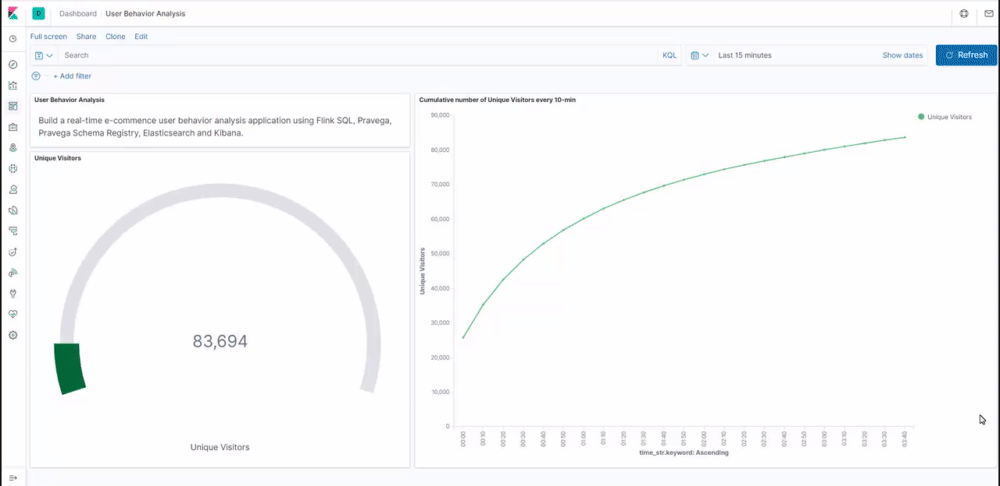 D
Dashboard
User Behavior Analysis
Full screen
Share
Clone
Edit
Search
KQL
Last 15 minutes
Show dates
Refresh
+ Add filter
User Behavior Analysis
Build a real-time e-commerce user behavior analysis application using Flink SQL, Pravega,
Pravega Schema Registry, Elasticsearch and Kibana.
Unique Visitors
83,694
Unique Visitors
Cumulative number of Unique Visitors every 10-min
Unique Visitors
90,000
80,000
70,000
60,000
50,000
40,000
30,000
20,000
10,000
0
Unique Visitors
00:00
00:10
00:20
00:30
00:40
00:50
01:00
01:10
01:20
01:30
01:40
01:50
02:00
02:10
02:20
02:30
02:40
02:50
03:00
03:10
03:20
03:30
03:40
time_str.keyword: Ascending